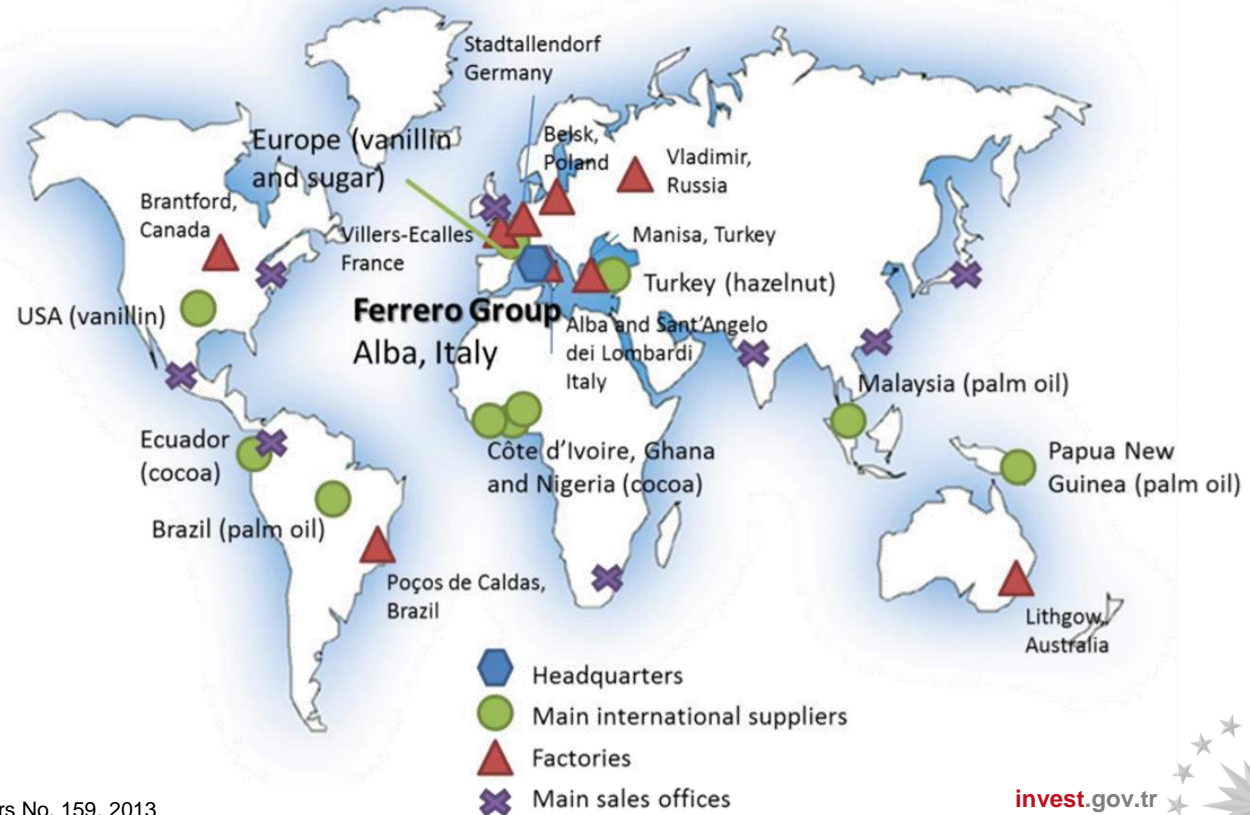 Stadtallendorf
Germany
Europe (vanillin
and sugar)
Belsk,
Poland
Vladimir,
Russia
Brantford,
Canada
Villers-Ecalles
France
Manisa, Turkey
Turkey (hazelnut)
USA (vanillin)
Ferrero Group
Alba, Italy
Alba and Sant'Angelo
dei Lombardi
Italy
Malaysia (palm oil)
Ecuador
(cocoa)
Côte d'Ivoire, Ghana
and Nigeria (cocoa)
Papua New
Guinea (palm oil)
Brazil (palm oil)
Poços de Caldas,
Brazil
Lithgow,
Australia
Headquarters
Main international suppliers
Factories
Main sales offices
rs No. 159, 2013
invest.gov.tr